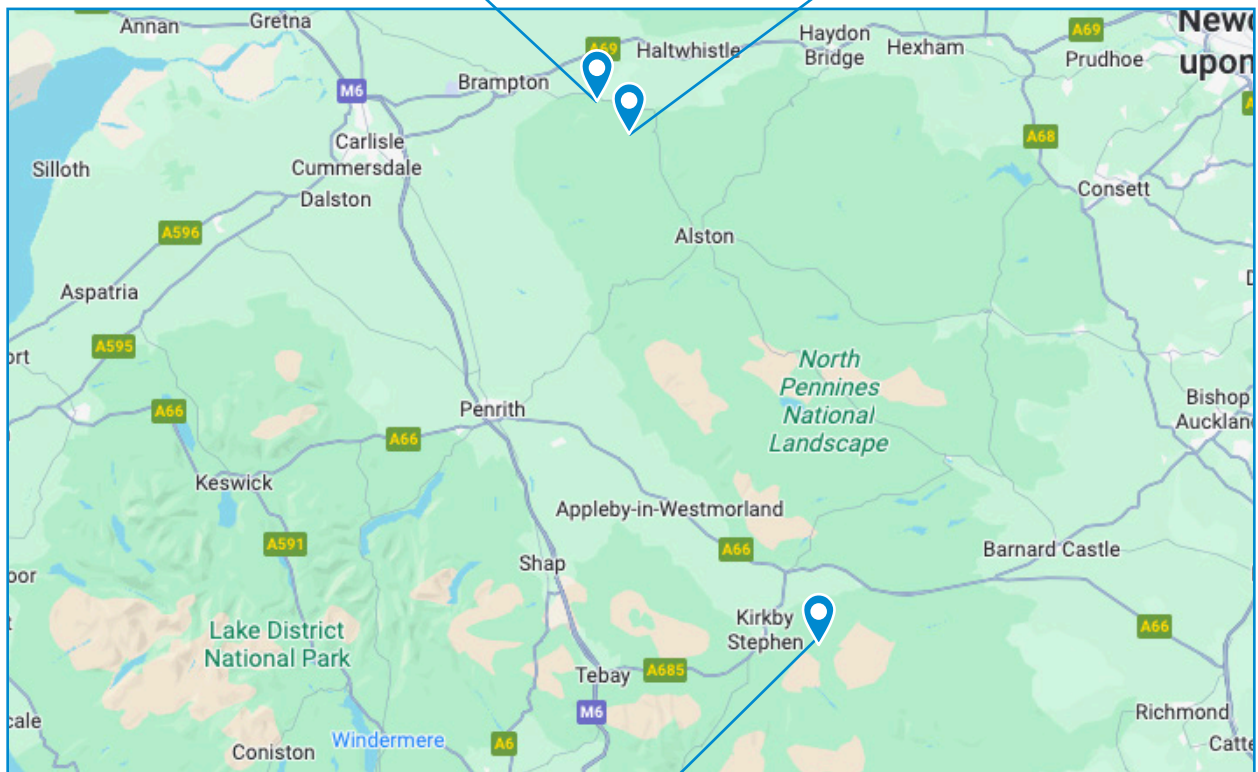 Annan
Gretna
A69
Haltwhistle
Haydon
Bridge
Hexham
A69
Prudhoe
Newc
upon
M6
Brampton
Carlisle
Cummersdale
A68
Silloth
Dalston
Consett
A596
Alston
Aspatria
A595
ort
North
Pennines
National
Landscape
Penrith
A66
A66
Bishop
Auckland
Keswick
Appleby-in-Westmorland
A591
A66
Barnard Castle
Shap
oor
Kirkby
Stephen
Lake District
National Park
A66
Tebay
A685
M6
Richmond
cale
Coniston
Windermere
A6
Catte